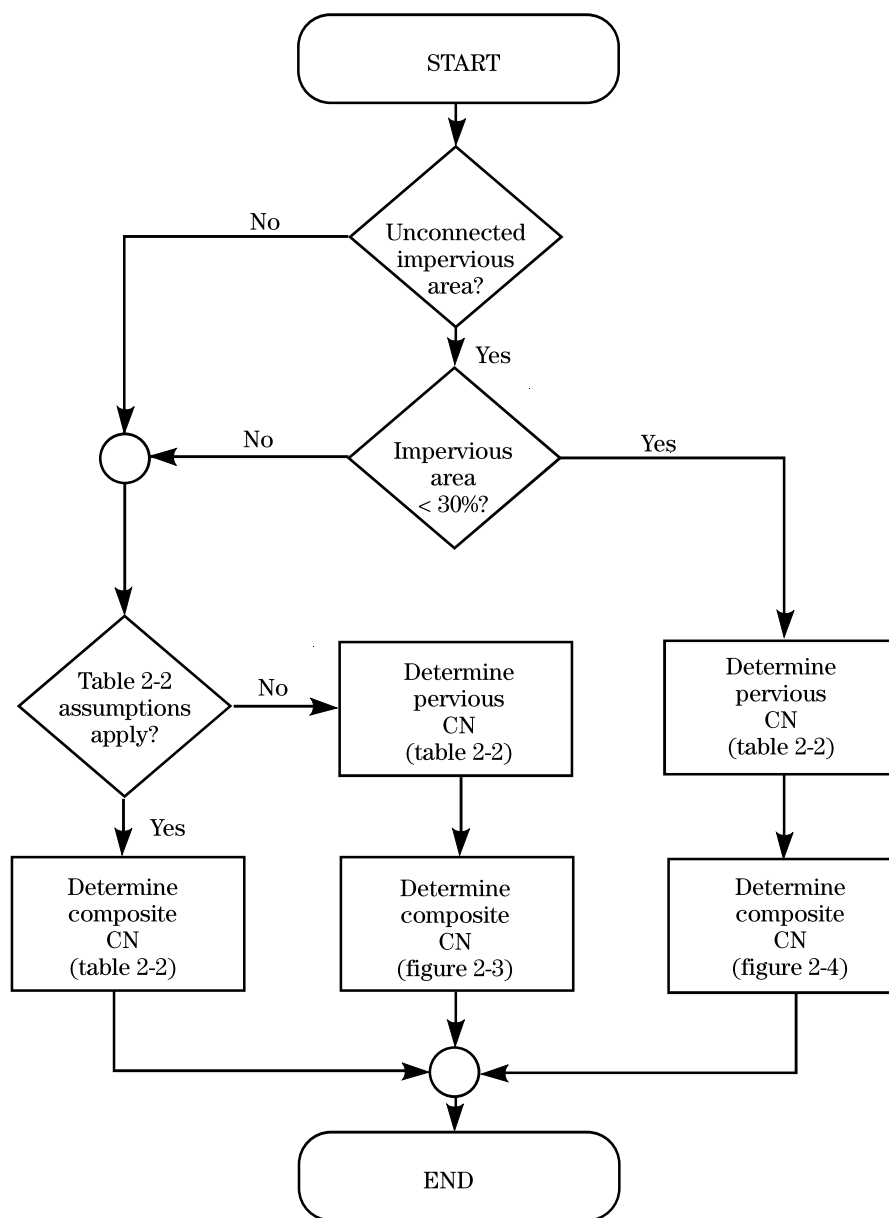 START
No
Unconnected
impervious
area?
Yes
No
Impervious
area
< 30%?
Yes
Table 2-2
assumptions
apply?
No
Determine
pervious
CN
(table 2-2)
Determine
pervious
CN
(table 2-2)
Yes
Determine
composite
CN
(table 2-2)
Determine
composite
CN
(figure 2-3)
Determine
composite
CN
(figure 2-4)
END